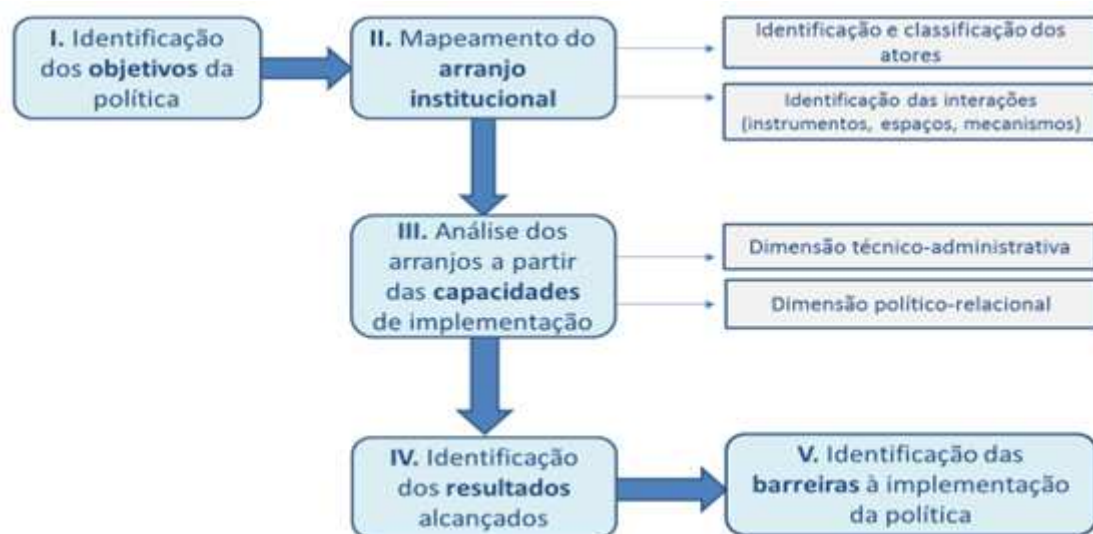 I. Identificação
dos objetivos da
política
II. Mapeamento do
arranjo
institucional
Identificação e classificação dos
atores
Identificação das interações
(instrumentos, espaços, mecanismos)
III. Análise dos
arranjos a partir
das capacidades
de implementação
Dimensão técnico-administrativa
Dimensão político-relacional
IV. Identificação
dos resultados
alcançados
V. Identificação das
barreiras à implementação
da política